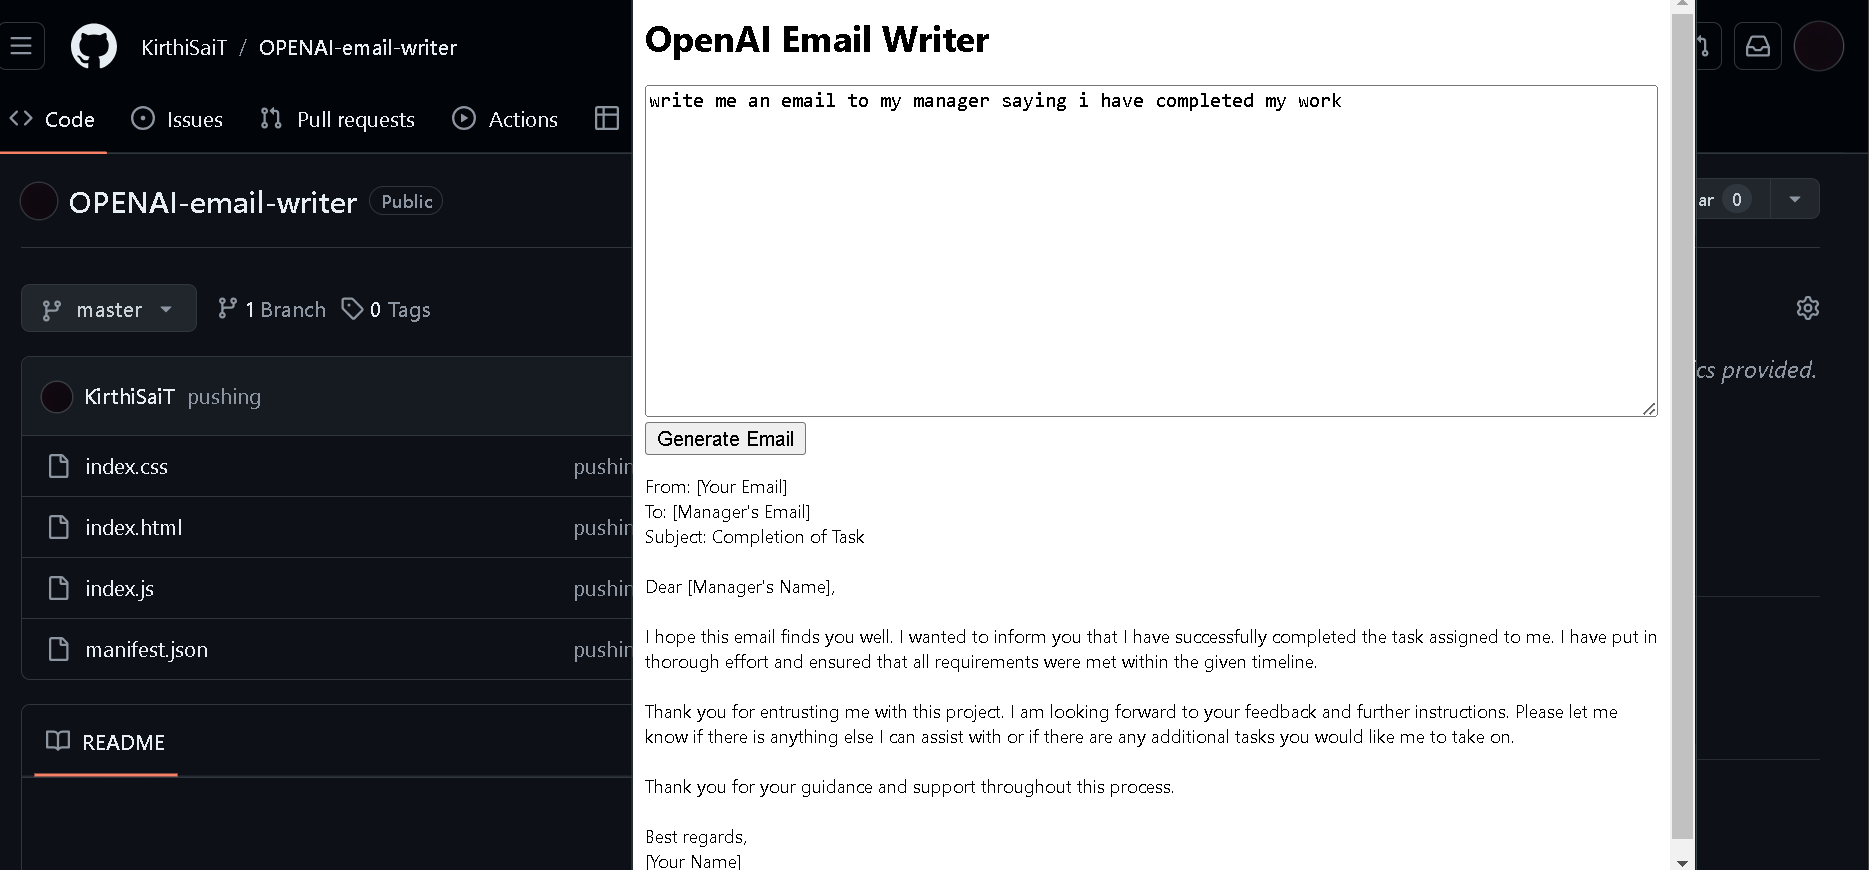 KirthiSaiT / OPENAI-email-writer
Code Issues Pull requests Actions
OPENAI-email-writer Public
master 1 Branch 0 Tags
KirthiSaiT pushing
index.css pushin
index.html pushin
index.js pushin
manifest.json pushin
README
OpenAI Email Writer
write me an email to my manager saying i have completed my work
Generate Email
From: [Your Email]
To: [Manager's Email]
Subject: Completion of Task
Dear [Manager's Name],
I hope this email finds you well. I wanted to inform you that I have successfully completed the task assigned to me. I have put in
thorough effort and ensured that all requirements were met within the given timeline.
Thank you for entrusting me with this project. I am looking forward to your feedback and further instructions. Please let me
know if there is anything else I can assist with or if there are any additional tasks you would like me to take on.
Thank you for your guidance and support throughout this process.
Best regards,
[Your Name]
ar 0
cs provided.